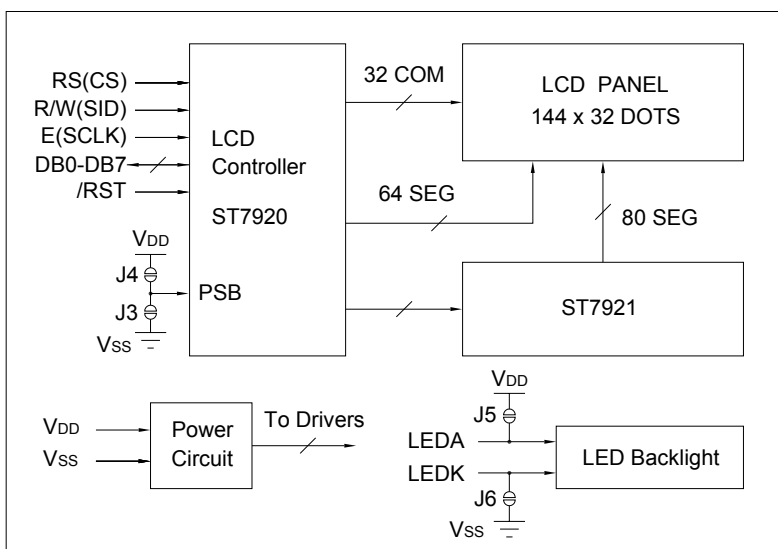 RS(CS)
R/W(SID)
E(SCLK)
DB0-DB7
/RST
VDD
J4
J3
VSS
LCD
Controller
ST7920
PSB
32 COM
64 SEG
LCD PANEL
144 x 32 DOTS
80 SEG
ST7921
VDD
VSS
Power
Circuit
To Drivers
VDD
J5
LEDA
LEDK
J6
VSS
LED Backlight